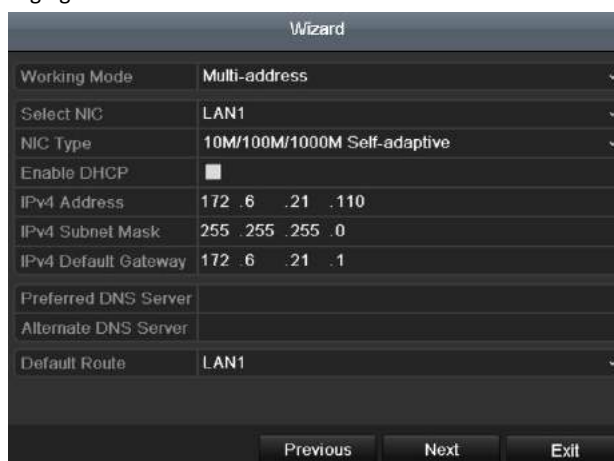 Wizard
Working Mode Multi-address
Select NIC LAN1
NIC Type 10M/100M/1000M Self-adaptive
Enable DHCP
IPv4 Address 172 .6 .21 .110
IPv4 Subnet Mask 255 .255 .255 .0
IPv4 Default Gateway 172 .6 .21 .1
Preferred DNS Server
Alternate DNS Server
Default Route LAN1
Previous Next Exit